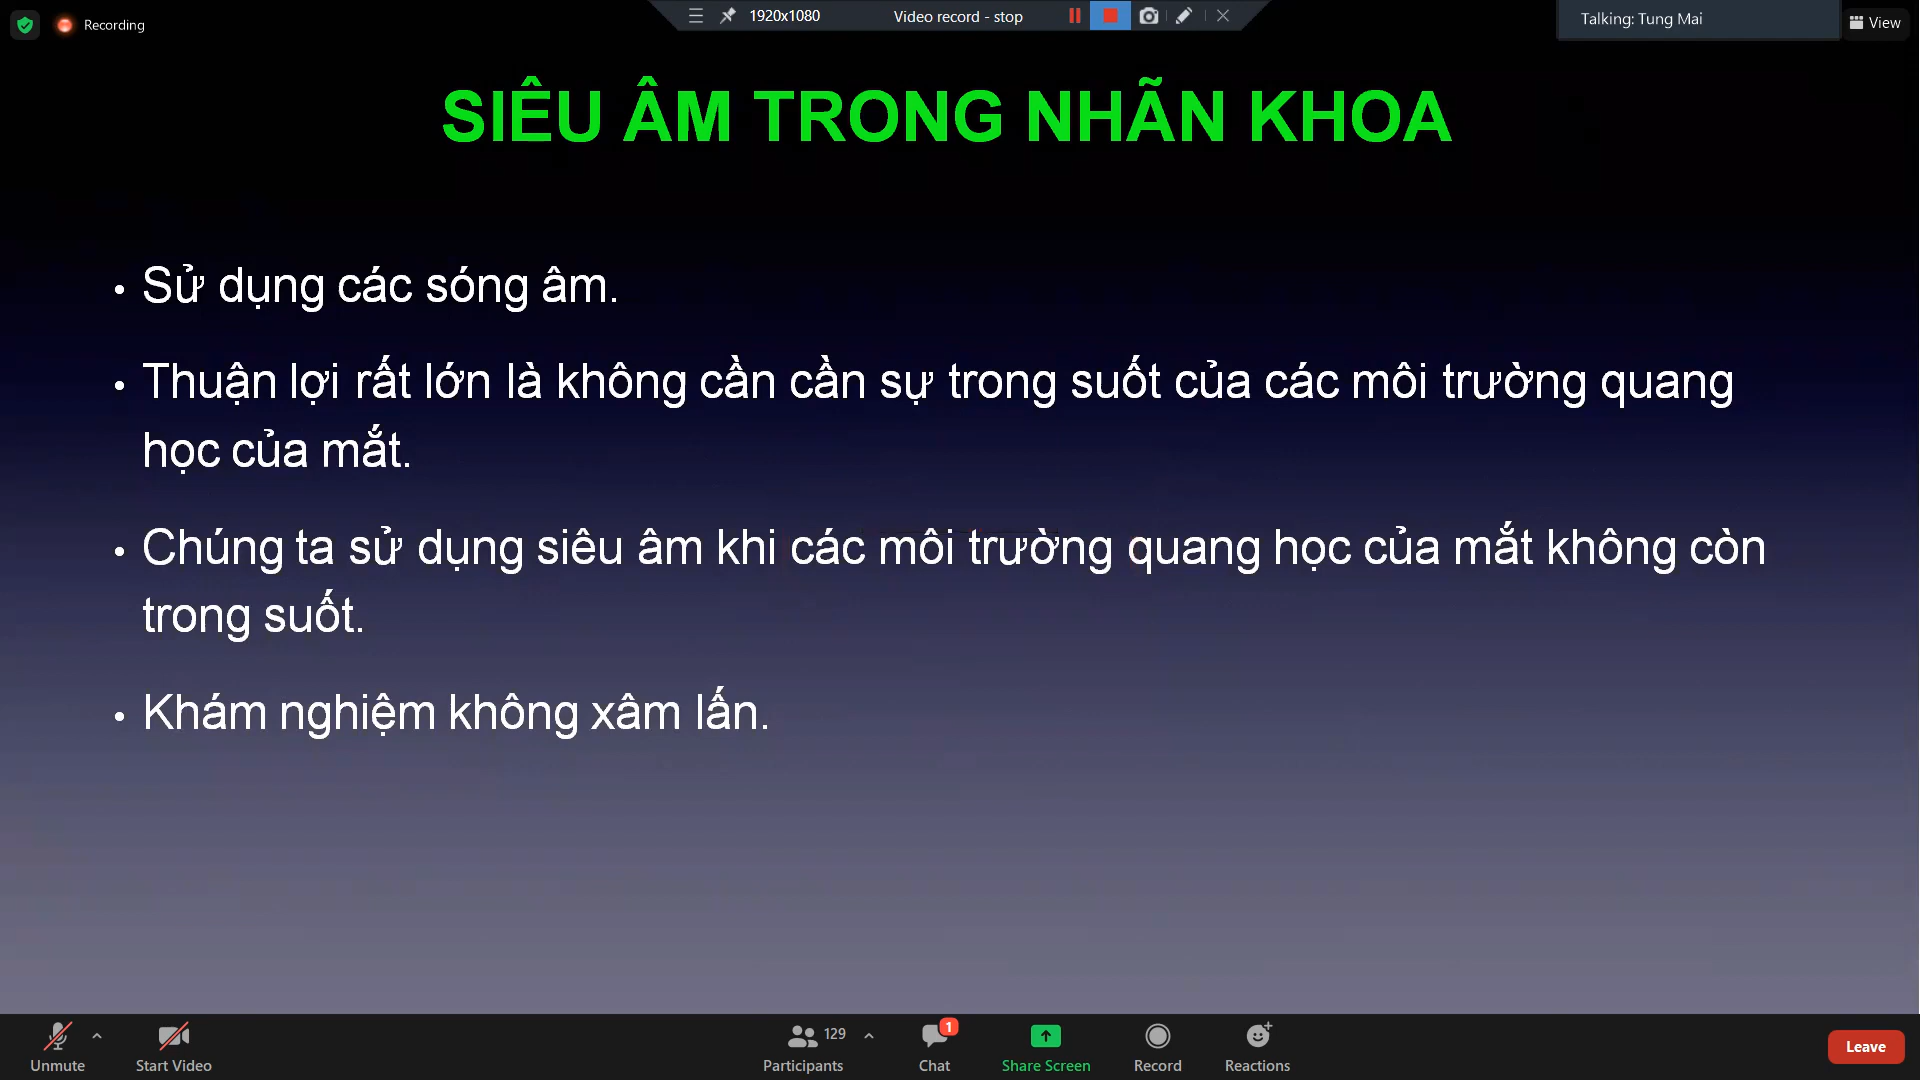 Recording
1920x1080
Video record - stop
Talking: Tung Mai
View
SIÊU ÂM TRONG NHÃN KHOA
• Sử dụng các sóng âm.
• Thuận lợi rất lớn là không cần cần sự trong suốt của các môi trường quang
học của mắt.
• Chúng ta sử dụng siêu âm khi các môi trường quang học của mắt không còn
trong suốt.
• Khám nghiệm không xâm lấn.
Unmute
Start Video
129
Participants
1
Chat
Share Screen
Record
Reactions
Leave